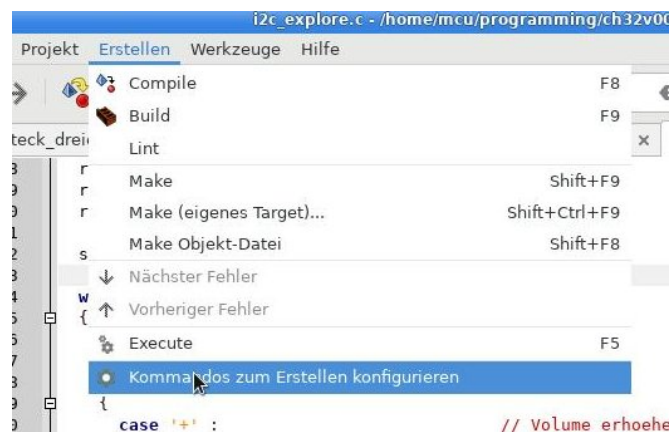 i2c_explore.c - /home/mcu/programming/ch32v00
Projekt Erstellen Werkzeuge Hilfe
Compile F8
Build F9
teck_drei
Lint
Make Shift+F9
Make (eigenes Target)... Shift+Ctrl+F9
Make Objekt-Datei Shift+F8
Nächster Fehler
Vorheriger Fehler
{
Execute F5
Kommandos zum Erstellen konfigurieren
{
case '+' : // Volume erhoehe